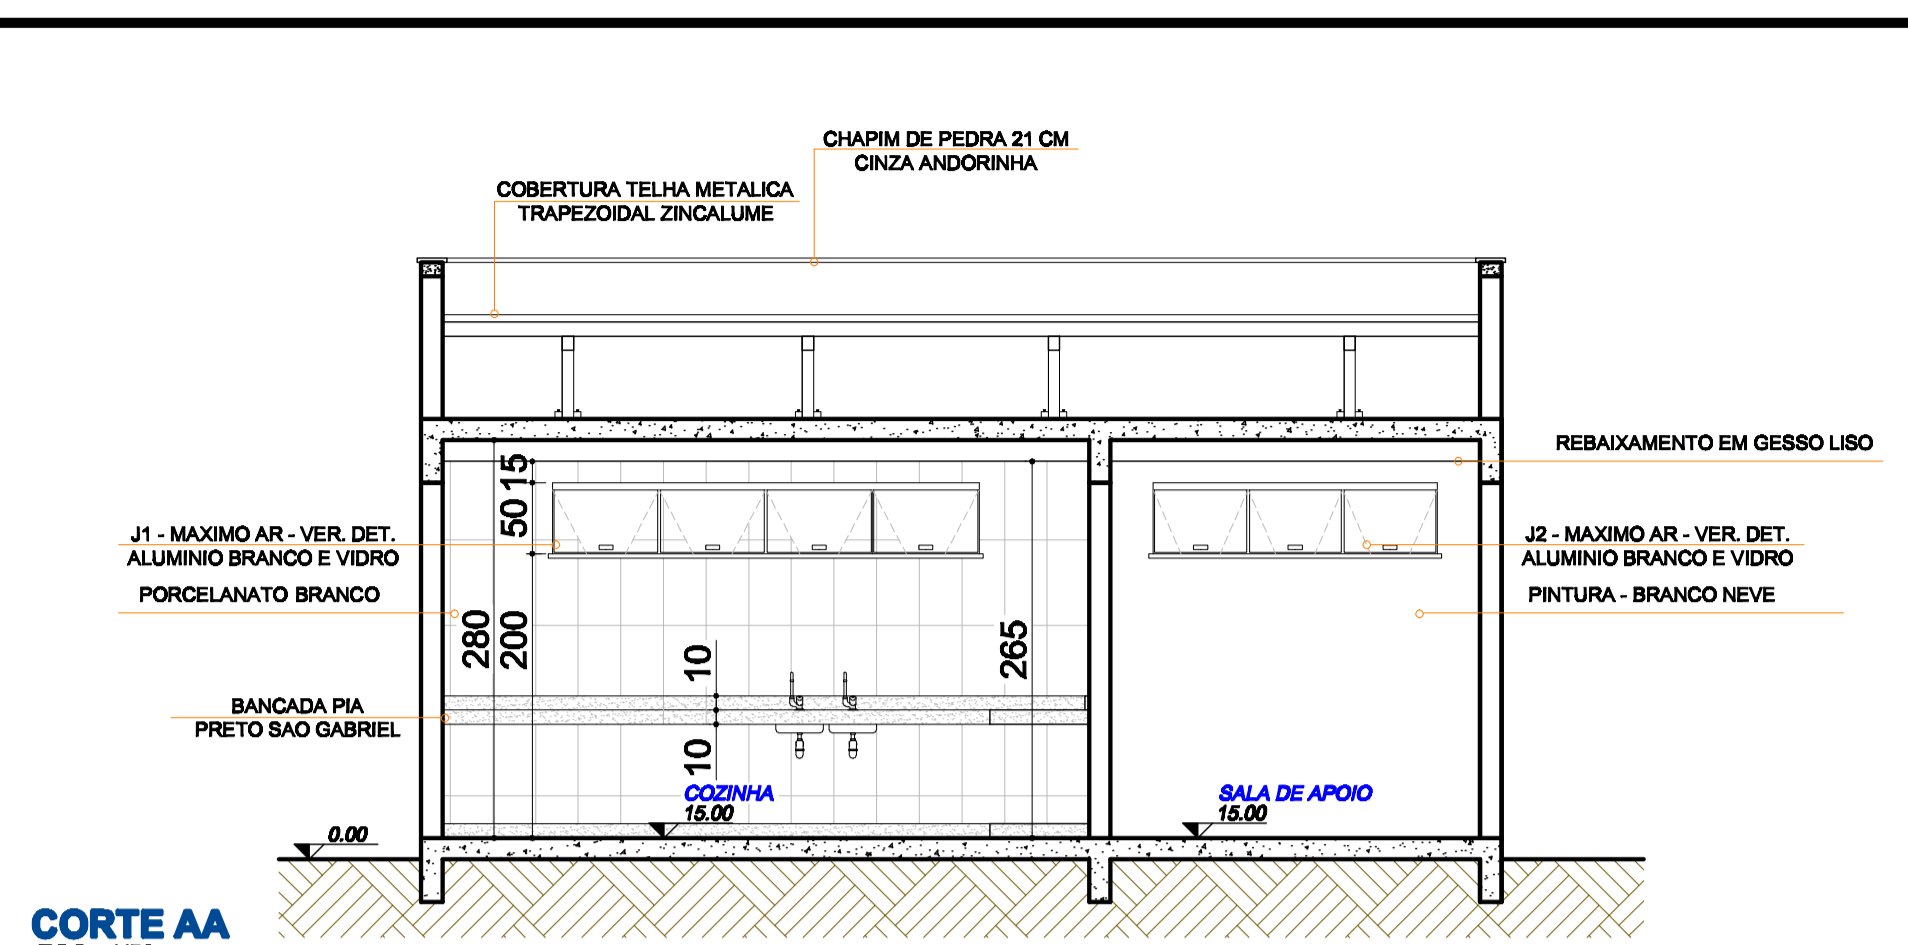 CHAPIM DE PEDRA 21 CM
CINZA ANDORINHA
COBERTURA TELHA METALICA
TRAPEZOIDAL ZINCALUME
REBAIXAMENTO EM GESSO LISO
15
50
J1 - MAXIMO AR - VER. DET.
ALUMINIO BRANCO E VIDRO
J2 - MAXIMO AR - VER. DET.
ALUMINIO BRANCO E VIDRO
PORCELANATO BRANCO
PINTURA - BRANCO NEVE
280
200
10
265
BANCADA PIA
PRETO SAO GABRIEL
10
COZINHA
15.00
SALA DE APOIO
15.00
0.00
CORTE AA